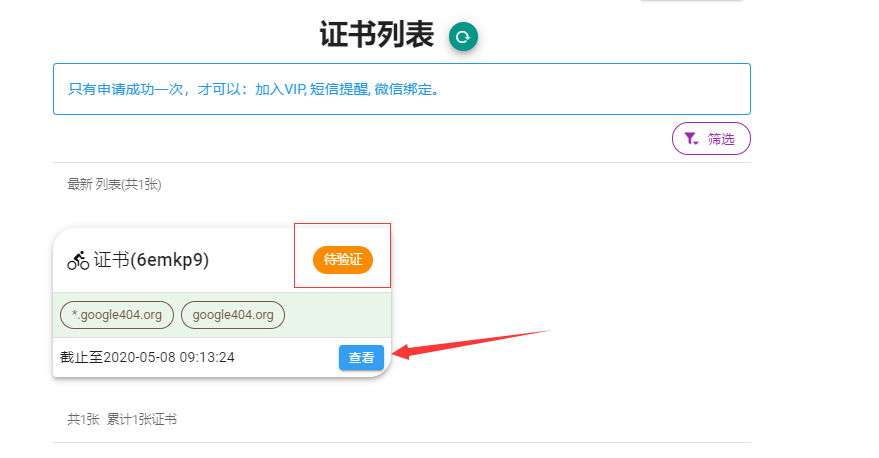 证书列表
只有申请成功一次，才可以：加入VIP, 短信提醒, 微信绑定。
筛选
最新 列表(共1张)
证书(6emkp9)
待验证
*.google404.org google404.org
截止至2020-05-08 09:13:24
查看
共1张 累计1张证书